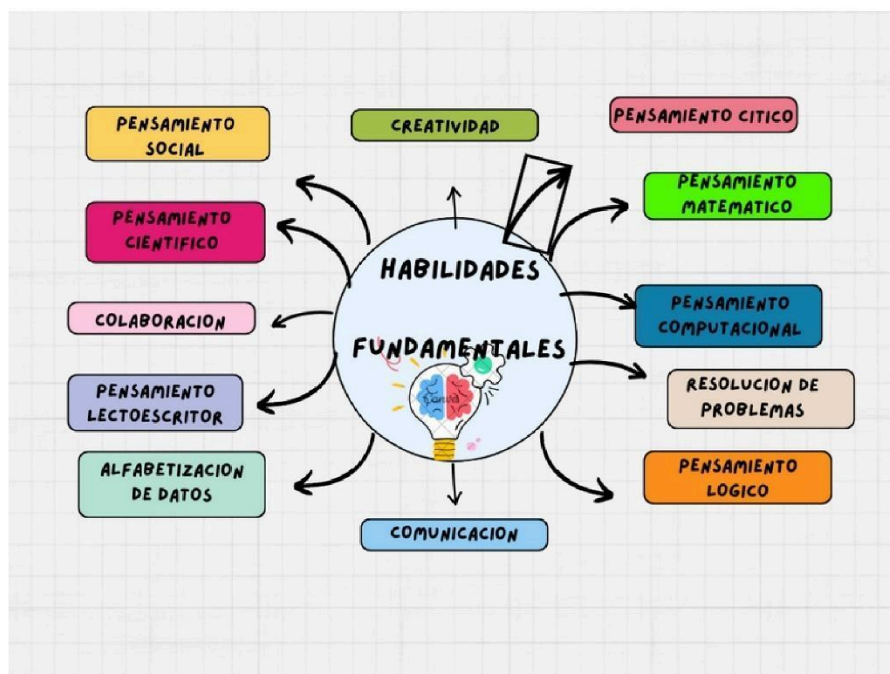 PENSAMIENTO
SOCIAL
CREATIVIDAD
PENSAMIENTO CITICO
PENSAMIENTO
CIENTIFICO
PENSAMIENTO
MATEMATICO
HABILIDADES
FUNDAMENTALES
COLABORACION
PENSAMIENTO
COMPUTACIONAL
PENSAMIENTO
LECTOESCRITOR
RESOLUCION DE
PROBLEMAS
ALFABETIZACION
DE DATOS
PENSAMIENTO
LOGICO
COMUNICACION